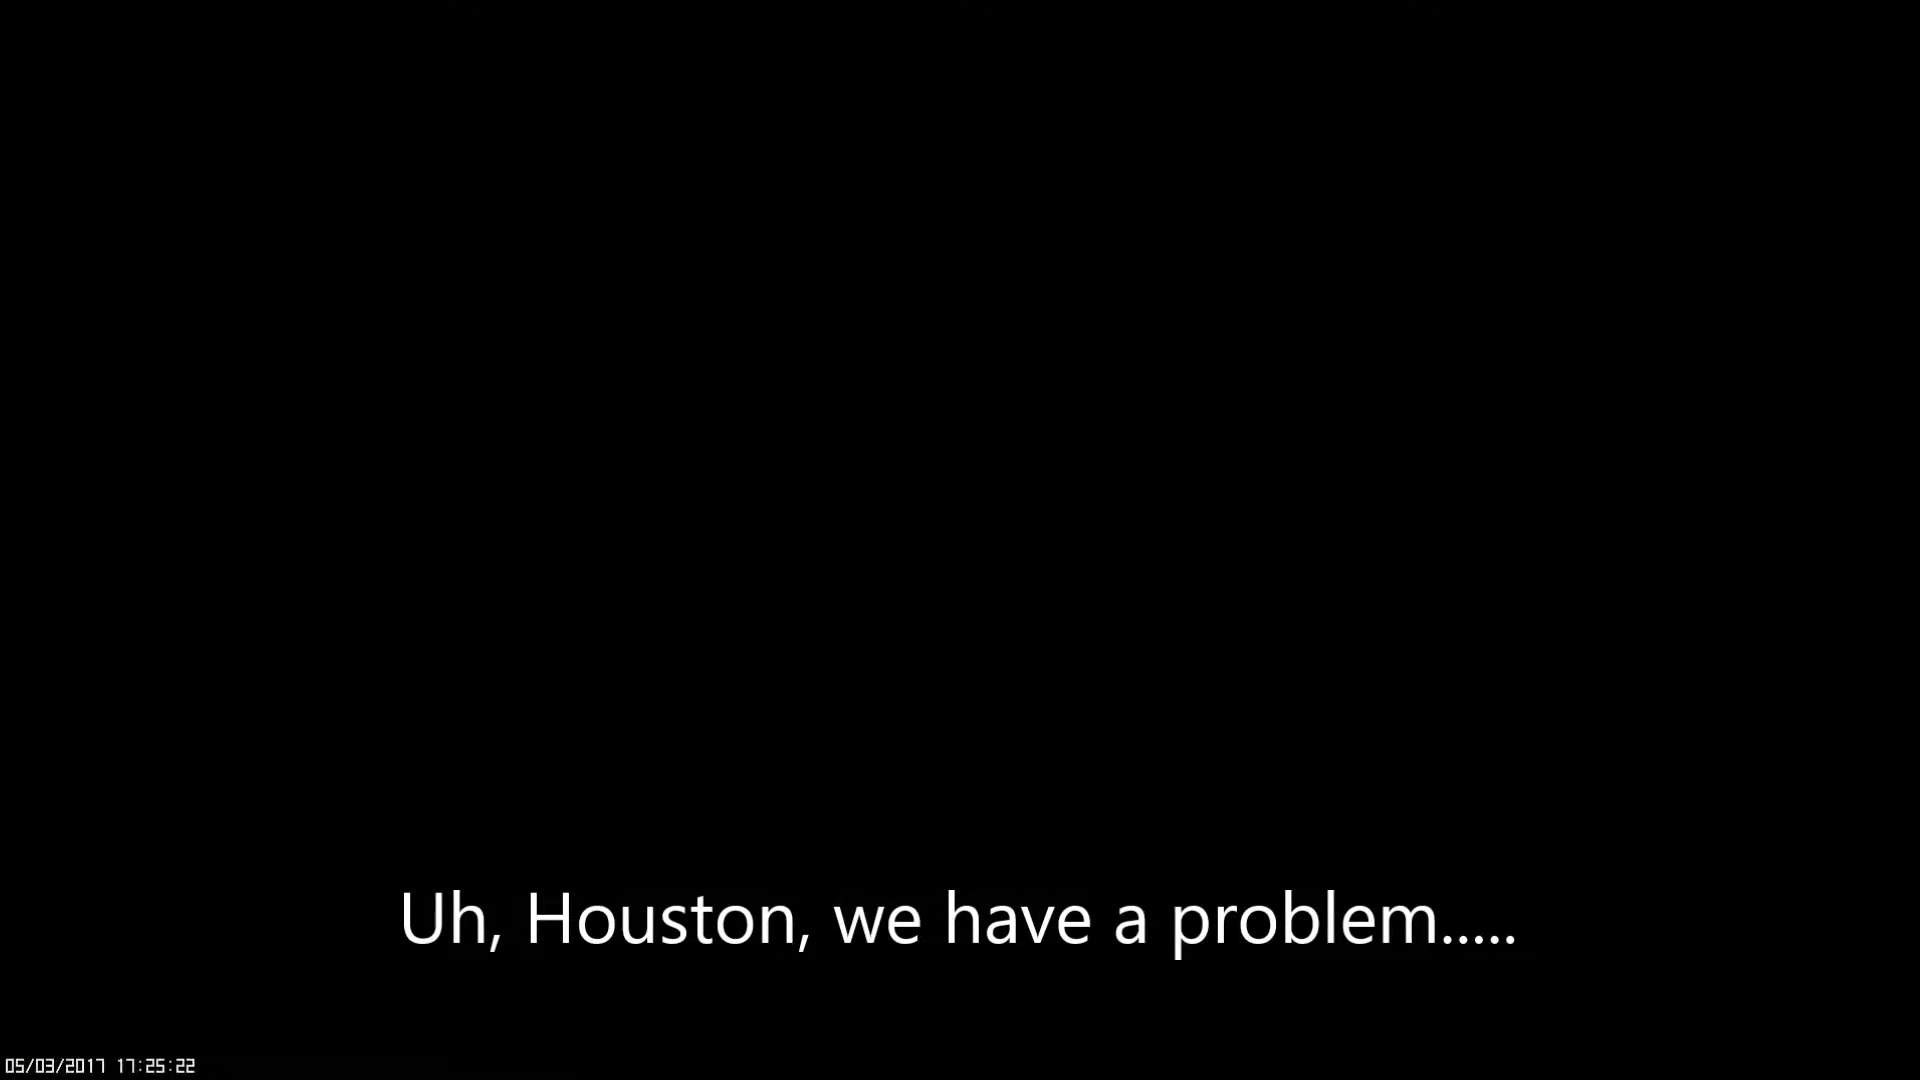 Uh, Houston, we have a problem.....
05/03/2017 17:25:22